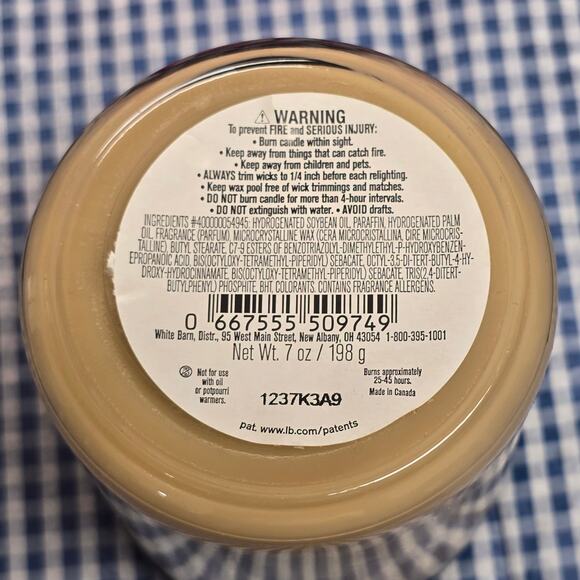 ⚠ WARNING
To prevent FIRE and SERIOUS INJURY:
• Burn candle within sight.
• Keep away from things that can catch fire.
• Keep away from children and pets.
• ALWAYS trim wicks to 1/4 inch before each relighting.
• Keep wax pool free of wick trimmings and matches.
• DO NOT burn candle for more than 4-hour intervals.
• DO NOT extinguish with water. • AVOID drafts.
INGREDIENTS #400000054945: HYDROGENATED SOYBEAN OIL, PARAFFIN, HYDROGENATED PALM
OIL, FRAGRANCE (PARFUM) MICROCRYSTALLINE WAX (CERA MICROCRISTALLINA, CIRE MICROCRIS-
TALLINE), BUTYL STEARATE, C7-9 ESTERS OF BENZOTRIAZOLYL-DIMETHYLETHYL-P-HYDROXYBENZEN-
EPROPANOIC ACID, BIS(OCTYLOXY-TETRAMETHYL-PIPERIDYL) SEBACATE, OCTYL-3,5-DI-TERT-BUTYL-4-HY-
DROXY-HYDROCINNAMATE, BIS(OCTYLOXY-TETRAMETHYL-PIPERIDYL) SEBACATE, TRIS(2,4-DITERT-
BUTYLPHENYL) PHOSPHITE, BHT, COLORANTS. CONTAINS FRAGRANCE ALLERGENS.
0 667555 509749
White Barn, Distr., 95 West Main Street, New Albany, OH 43054 1-800-395-1001
Net Wt. 7 oz / 198 g
Not for use
with oil
or
potpourri
warmers.
Burns approximately
25-45 hours.
Made in Canada
1237K3A9
pat. www.lb.com/patents